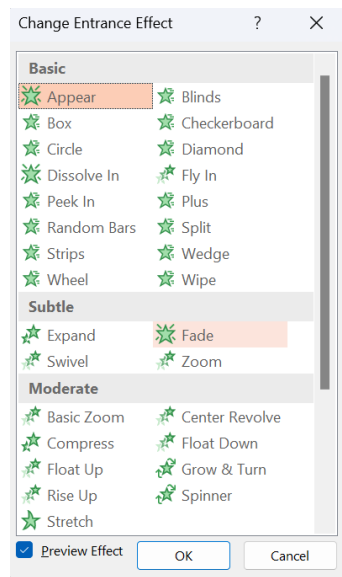 Change Entrance Effect ? ×
Basic
Appear Blinds
Box Checkerboard
Circle Diamond
Dissolve In Fly In
Peek In Plus
Random Bars Split
Strips Wedge
Wheel Wipe
Subtle
Expand Fade
Swivel Zoom
Moderate
Basic Zoom Center Revolve
Compress Float Down
Float Up Grow & Turn
Rise Up Spinner
Stretch
Preview Effect OK Cancel